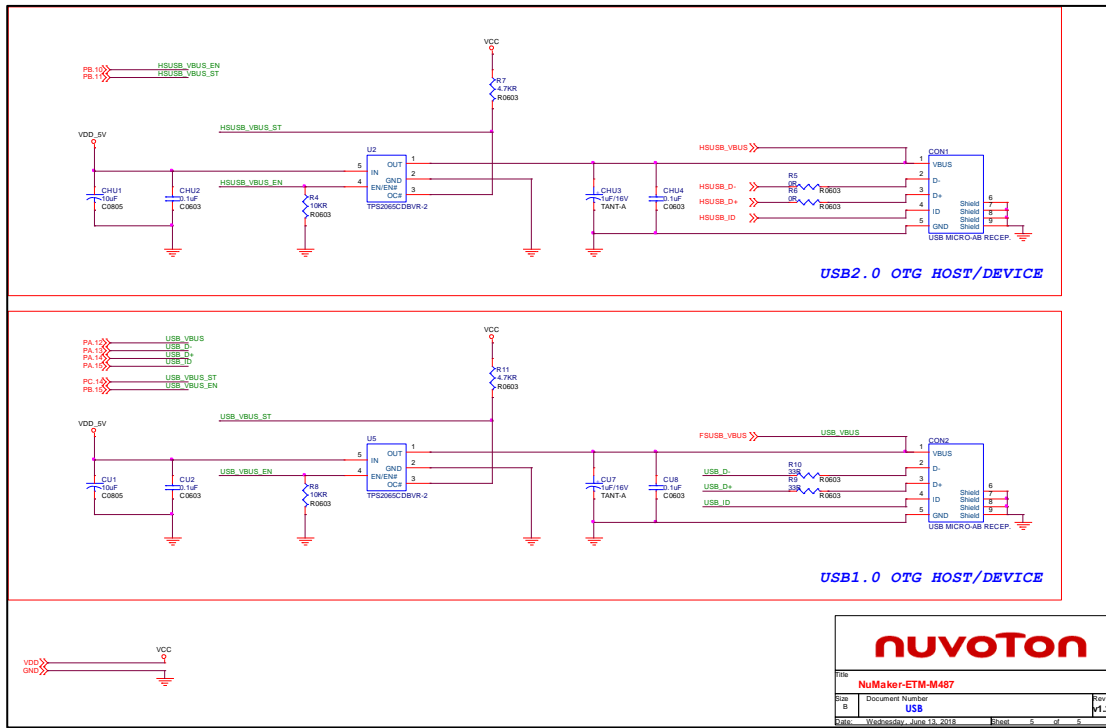 VCC
PB.10 HSUSB_VBUS_EN
PB.11 HSUSB_VBUS_ST
R7
4.7KR
R0603
VDD_5V
HSUSB_VBUS_ST
HSUSB_VBUS_EN
CHU1
10uF
C0805
CHU2
0.1uF
C0603
R4
10KR
R0603
U2
5 IN
4 EN/EN#
OUT 1
GND 2
OC# 3
TPS2065CDBVR-2
CHU3
1uF/16V
TANT-A
CHU4
0.1uF
C0603
HSUSB_VBUS
HSUSB_D-
HSUSB_D+
HSUSB_ID
R5
0R
R0603
R6
0R
R0603
CON1
1 VBUS
2 D-
3 D+
4 ID
5 GND
Shield 6
Shield 7
Shield 8
Shield 9
USB MICRO-AB RECEP.
USB2.0 OTG HOST/DEVICE
PA.12 USB_VBUS
PA.13 USB_D-
PA.14 USB_D+
PA.15 USB_ID
PC.14 USB_VBUS_ST
PB.15 USB_VBUS_EN
VCC
R11
4.7KR
R0603
VDD_5V
USB_VBUS_ST
USB_VBUS_EN
CU1
10uF
C0805
CU2
0.1uF
C0603
R8
10KR
R0603
U5
5 IN
4 EN/EN#
OUT 1
GND 2
OC# 3
TPS2065CDBVR-2
CU7
1uF/16V
TANT-A
CU8
0.1uF
C0603
FSUSB_VBUS USB_VBUS
USB_D-
USB_D+
USB_ID
R10
33R
R0603
R9
33R
R0603
CON2
1 VBUS
2 D-
3 D+
4 ID
5 GND
Shield 6
Shield 7
Shield 8
Shield 9
USB MICRO-AB RECEP.
USB1.0 OTG HOST/DEVICE
VDD VCC
GND
nuvoTon
Title
NuMaker-ETM-M487
Size Document Number Rev
B USB
Date: Wednesday, June 13, 2018 Sheet 5 of 5